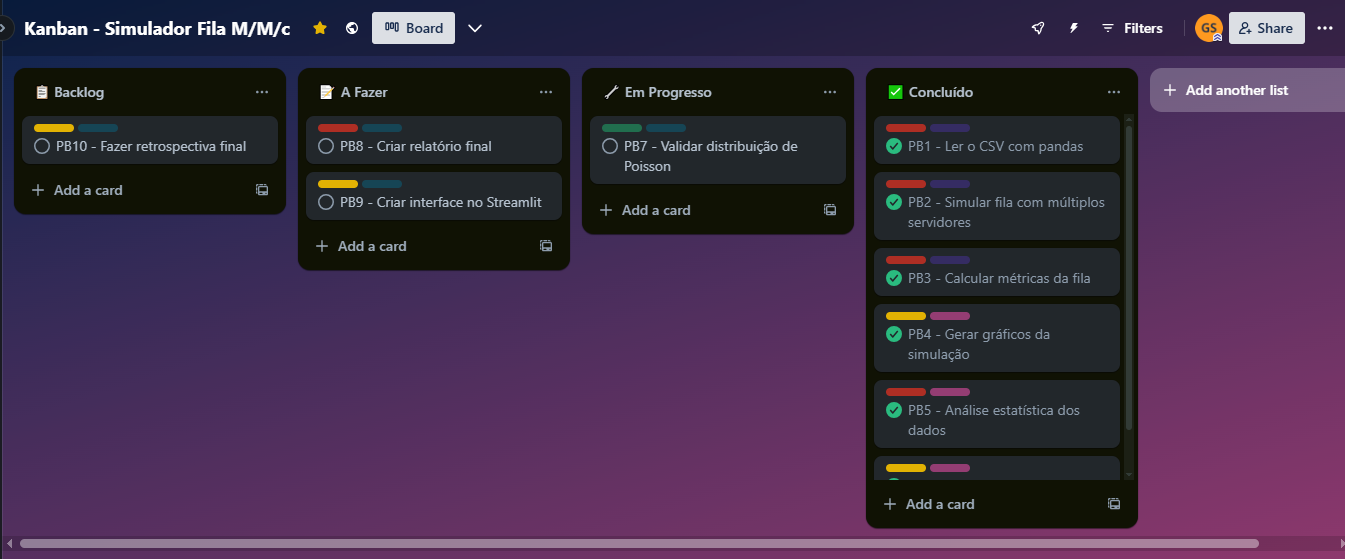 Kanban - Simulador Fila M/M/c
Board
Filters
GS
Share
Backlog
PB10 - Fazer retrospectiva final
Add a card
A Fazer
PB8 - Criar relatório final
PB9 - Criar interface no Streamlit
Add a card
Em Progresso
PB7 - Validar distribuição de
Poisson
Add a card
Concluído
PB1 - Ler o CSV com pandas
PB2 - Simular fila com múltiplos
servidores
PB3 - Calcular métricas da fila
PB4 - Gerar gráficos da
simulação
PB5 - Análise estatística dos
dados
Add a card
Add another list